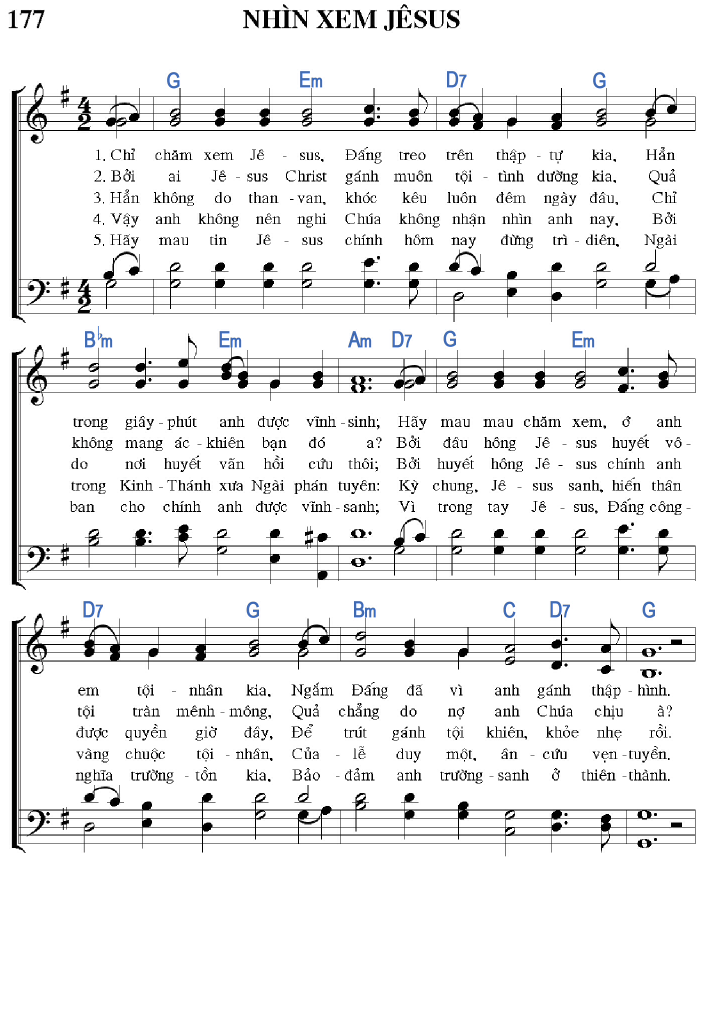 177 NHÌN XEM JÊSUS
G Em D7 G
1. Chỉ chăm xem Jê - sus, Đấng treo trên thập - tự kia, Hẳn
2. Bởi ai Jê - sus Christ gánh muôn tội - tình dường kia, Quả
3. Hẳn không do than - van, khóc kêu luôn đêm ngày đâu, Chỉ
4. Vậy anh không nên nghi Chúa không nhận nhìn anh nay, Bởi
5. Hãy mau tin Jê - sus chính hôm nay đừng trì - diên, Ngài
4 2
4 2
B♭m Em Am D7 G Em
trong giây - phút anh được vĩnh - sinh; Hãy mau mau chăm xem, ớ anh
không mang ác - khiên bạn đó a? Bởi đâu hông Jê - sus huyết vô -
do nơi huyết vãn hồi cứu thôi; Bởi huyết hông Jê - sus chính anh
trong Kinh - Thánh xưa Ngài phán tuyên: Kỳ chung, Jê - sus sanh, hiến thân
ban cho chính anh được vĩnh - sanh; Vì trong tay Jê - sus, Đấng công -
D7 G Bm C D7 G
em tội - nhân kia, Ngắm Đấng đã vì anh gánh thập - hình.
tội tràn mênh - mông, Quả chẳng do nợ anh Chúa chịu à?
được quyền giờ đây, Để trút gánh tội khiên, khỏe nhẹ rồi.
vàng chuộc tội - nhân, Của - lễ duy một, ân - cứu vẹn - tuyền.
nghĩa trường - tồn kia, Bảo - đảm anh trường - sanh ở thiên - thành.